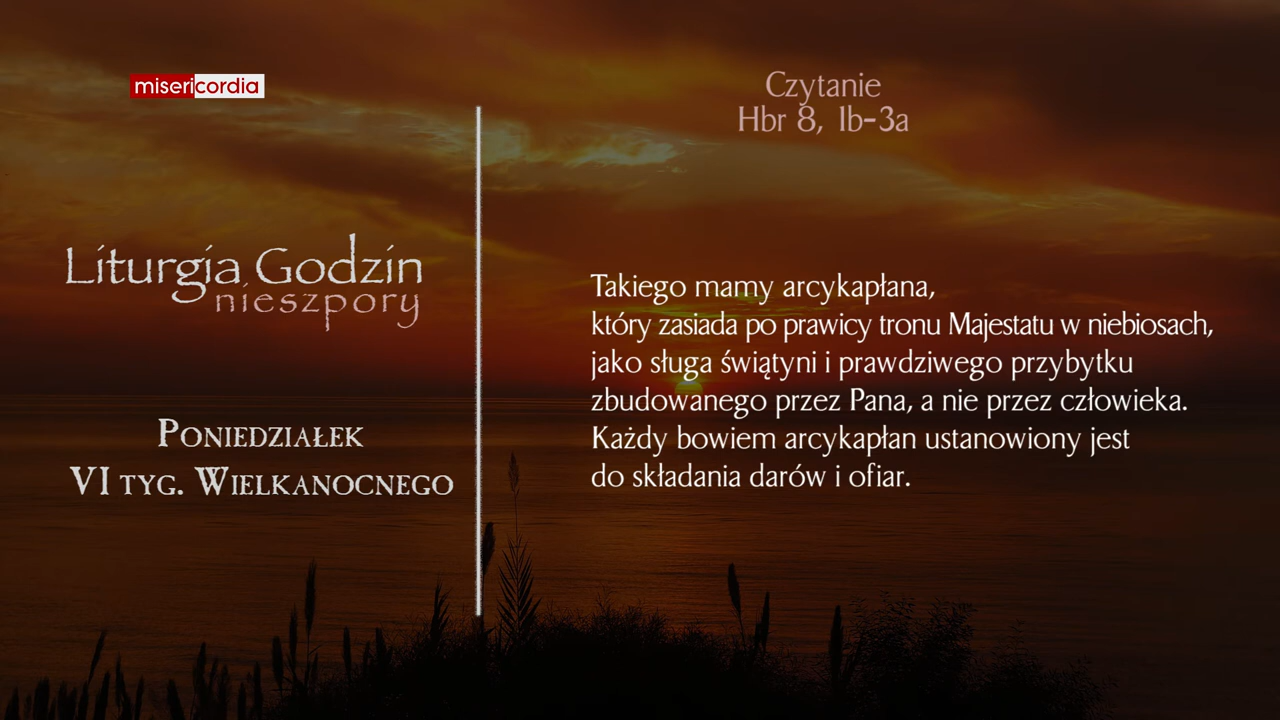 misericordia
Liturgia Godzin
nieszpory
Poniedziałek
VI tyg. Wielkanocnego
Czytanie
Hbr 8, 1b-3a
Takiego mamy arcykapłana,
który zasiada po prawicy tronu Majestatu w niebiosach,
jako sługa świątyni i prawdziwego przybytku
zbudowanego przez Pana, a nie przez człowieka.
Każdy bowiem arcykapłan ustanowiony jest
do składania darów i ofiar.